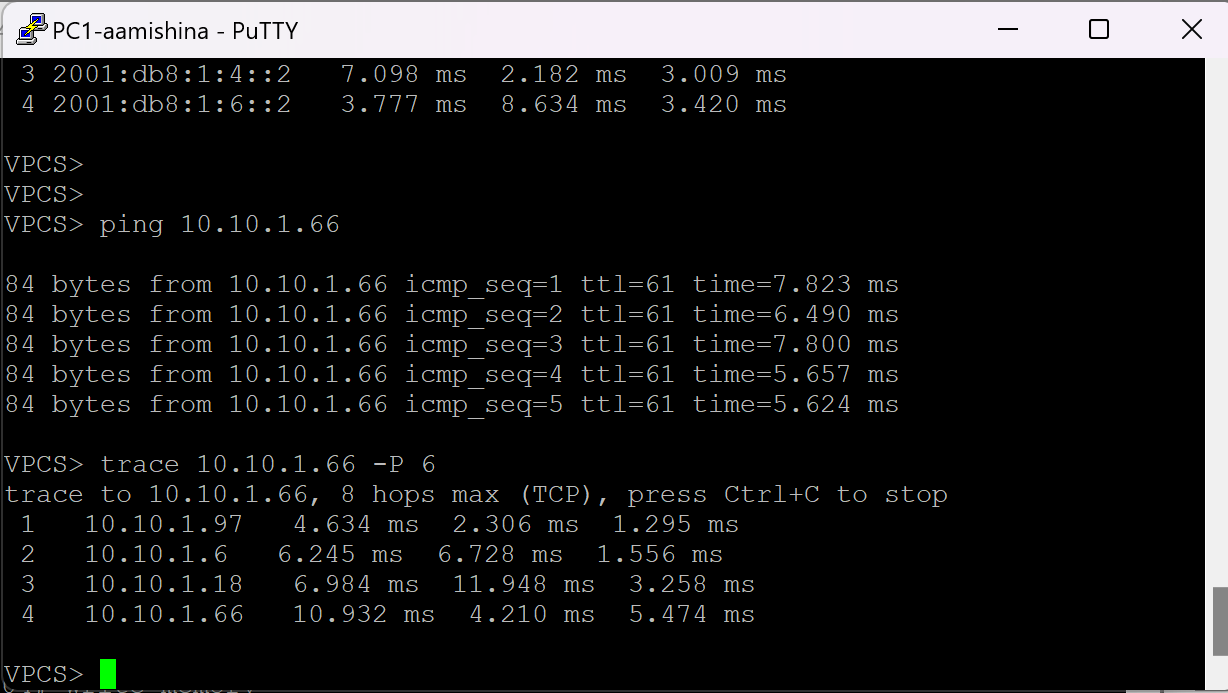 PC1-aamishina - PuTTY
3 2001:db8:1:4::2 7.098 ms 2.182 ms 3.009 ms
4 2001:db8:1:6::2 3.777 ms 8.634 ms 3.420 ms
VPCS>
VPCS>
VPCS> ping 10.10.1.66
84 bytes from 10.10.1.66 icmp_seq=1 ttl=61 time=7.823 ms
84 bytes from 10.10.1.66 icmp_seq=2 ttl=61 time=6.490 ms
84 bytes from 10.10.1.66 icmp_seq=3 ttl=61 time=7.800 ms
84 bytes from 10.10.1.66 icmp_seq=4 ttl=61 time=5.657 ms
84 bytes from 10.10.1.66 icmp_seq=5 ttl=61 time=5.624 ms
VPCS> trace 10.10.1.66 -P 6
trace to 10.10.1.66, 8 hops max (TCP), press Ctrl+C to stop
1 10.10.1.97 4.634 ms 2.306 ms 1.295 ms
2 10.10.1.6 6.245 ms 6.728 ms 1.556 ms
3 10.10.1.18 6.984 ms 11.948 ms 3.258 ms
4 10.10.1.66 10.932 ms 4.210 ms 5.474 ms
VPCS>